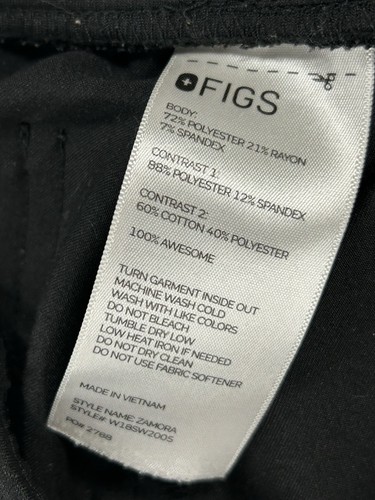 FIGS
BODY:
72% POLYESTER 21% RAYON
7% SPANDEX
CONTRAST 1:
88% POLYESTER 12% SPANDEX
CONTRAST 2:
60% COTTON 40% POLYESTER
100% AWESOME
TURN GARMENT INSIDE OUT
MACHINE WASH COLD
WASH WITH LIKE COLORS
DO NOT BLEACH
TUMBLE DRY LOW
LOW HEAT IRON IF NEEDED
DO NOT DRY CLEAN
DO NOT USE FABRIC SOFTENER
MADE IN VIETNAM
STYLE NAME: ZAMORA
STYLE# W18SW2005
PO# 2768